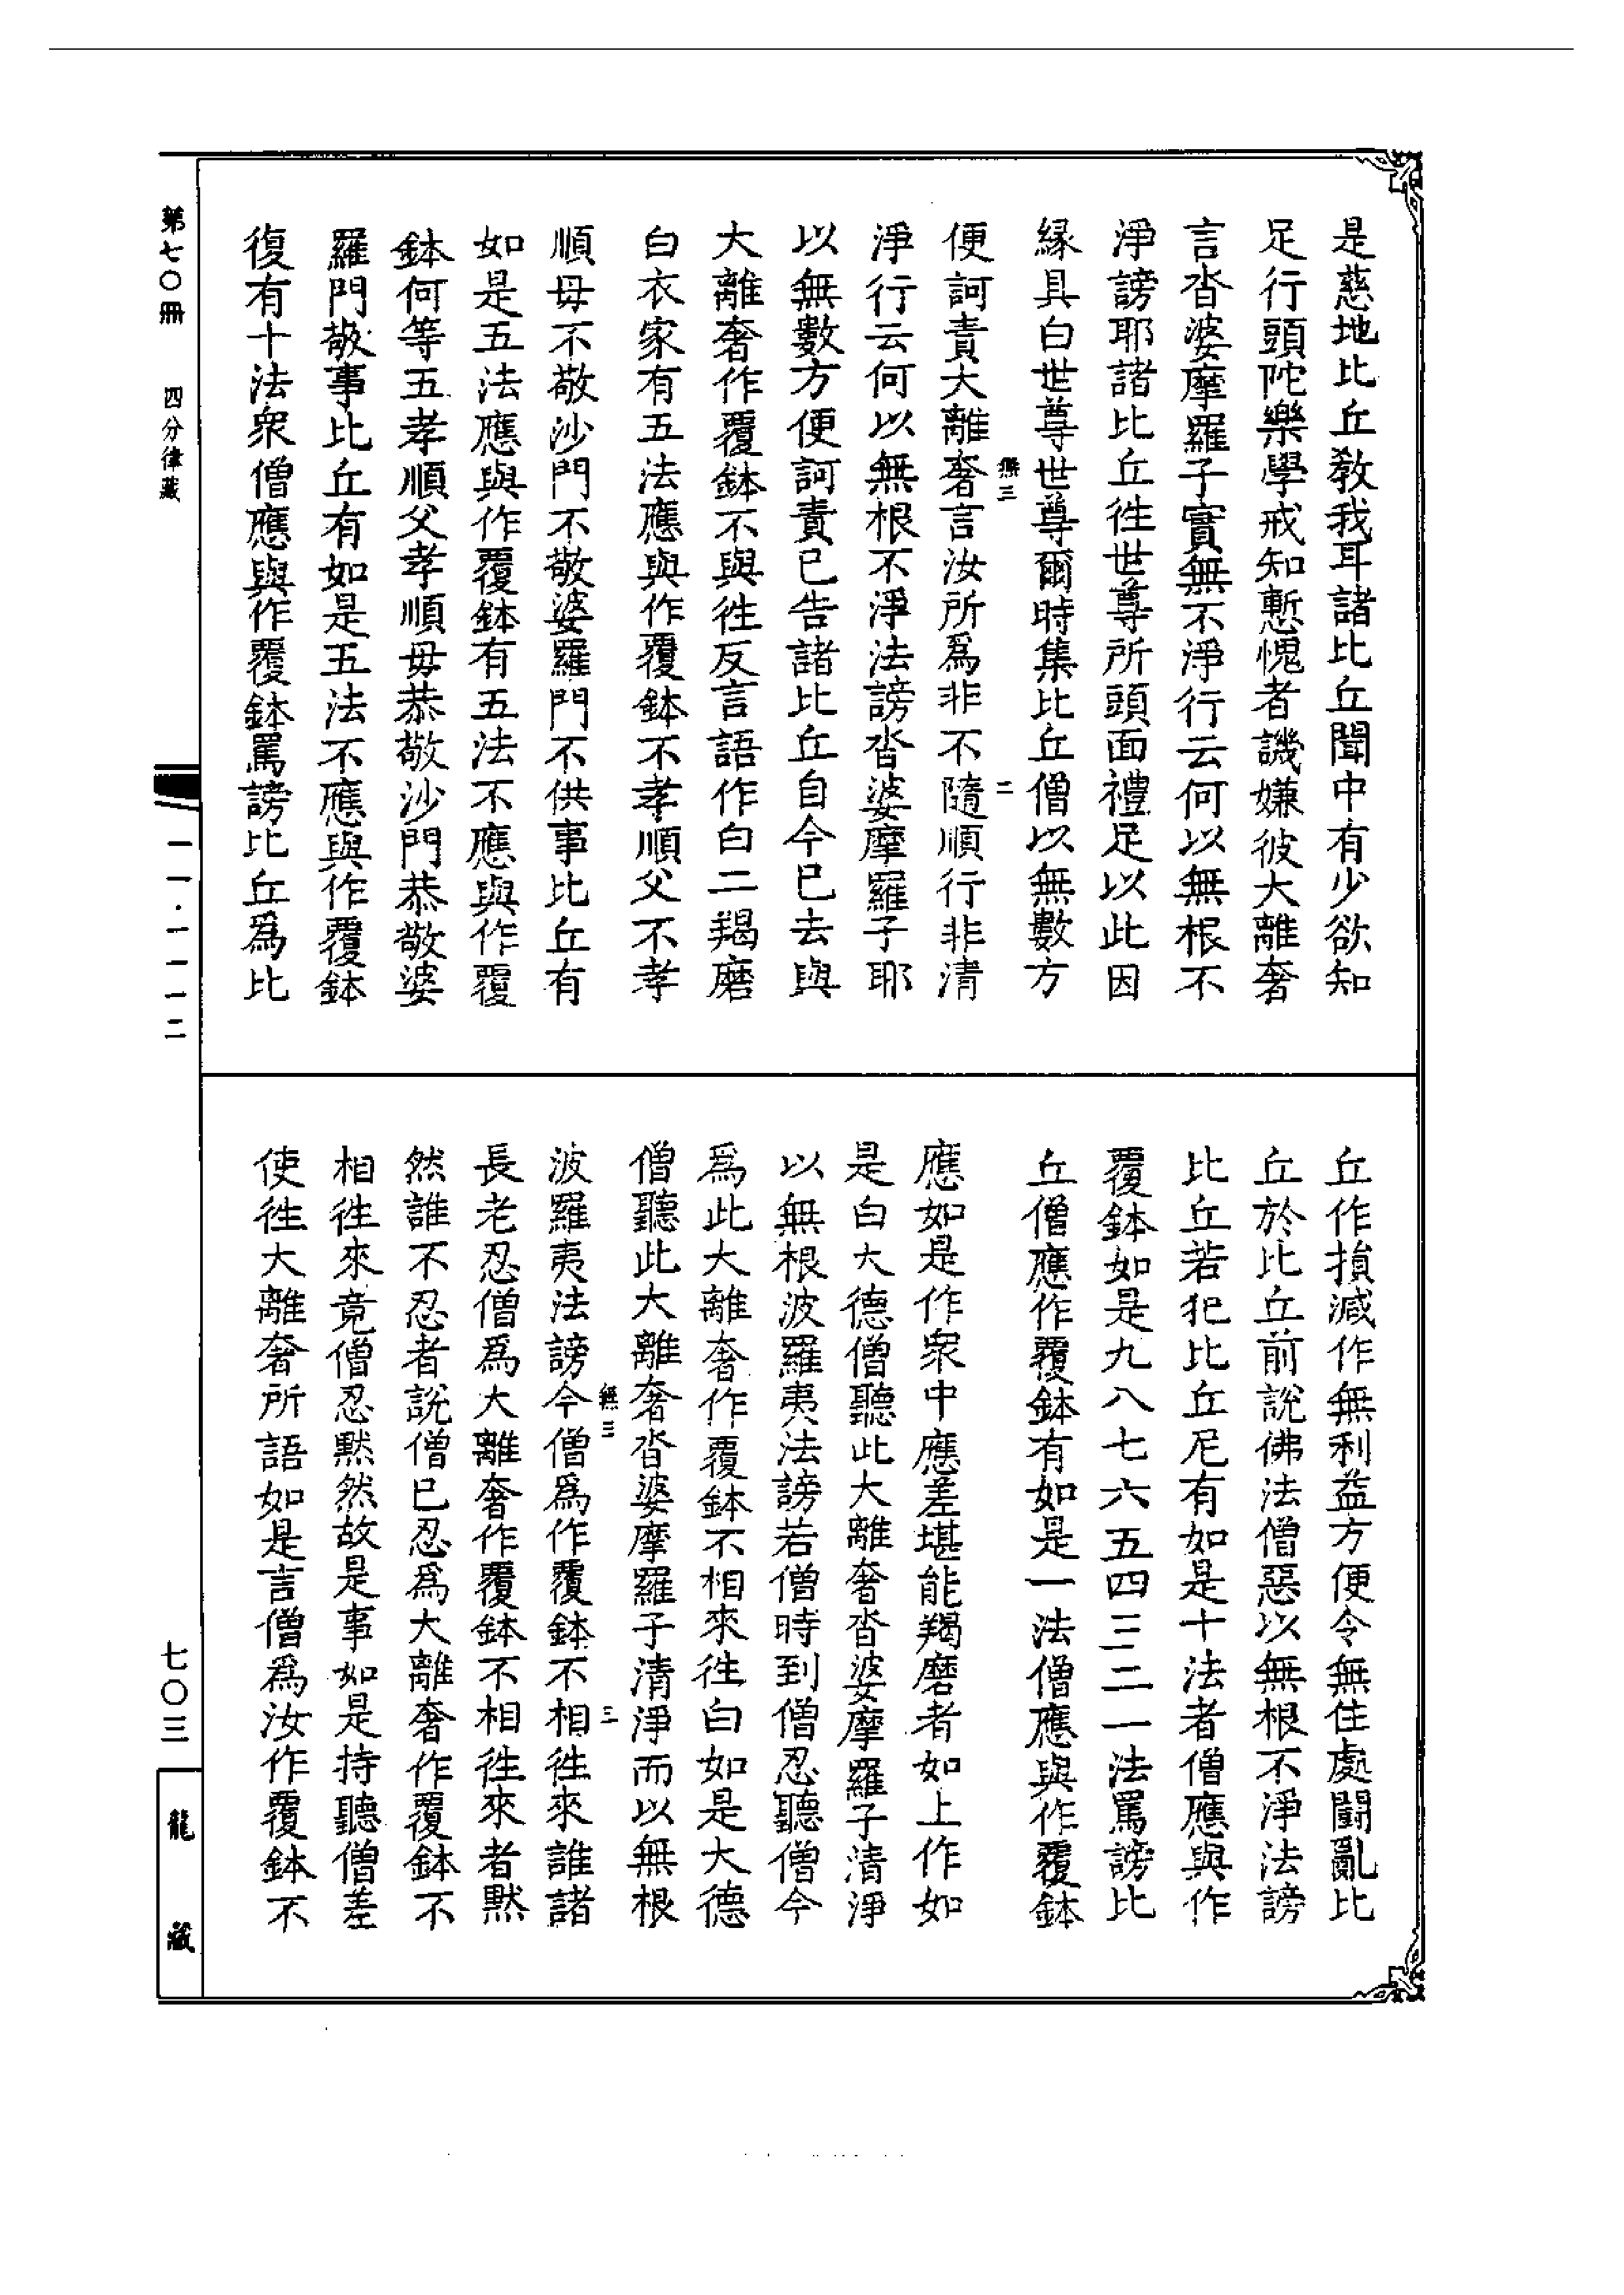 是慈地比丘教我耳諸比丘聞中有少欲知
足行頭陀樂學戒知慙愧者譏嫌彼大離奢
言沓婆摩羅子實無不淨行云何以無根不
淨謗耶諸比丘徃世尊所頭面禮足以此因
緣具白世尊世尊爾時集比丘僧以無數方
無三　二
便訶責大離奢言汝所爲非不隨順行非清
淨行云何以無根不淨法謗沓婆摩羅子耶
以無數方便訶責已告諸比丘自今已去與
大離奢作覆鉢不與徃反言語作白二羯磨
白衣家有五法應與作覆鉢不孝順父不孝
順母不敬沙門不敬婆羅門不供事比丘有
如是五法應與作覆鉢有五法不應與作覆
鉢何等五孝順父孝順母恭敬沙門恭敬婆
羅門敬事比丘有如是五法不應與作覆鉢
復有十法衆僧應與作覆鉢罵謗比丘爲比
丘作損減作無利益方便令無住處鬪亂比
丘於比丘前說佛法僧惡以無根不淨法謗
比丘若犯比丘尼有如是十法者僧應與作
覆鉢如是九八七六五四三二一法罵謗比
丘僧應作覆鉢有如是一法僧應與作覆鉢
應如是作衆中應差堪能羯磨者如上作如
是白大德僧聽此大離奢沓婆摩羅子清淨
以無根波羅夷法謗若僧時到僧忍聽僧今
爲此大離奢作覆鉢不相來徃白如是大德
僧聽此大離奢沓婆摩羅子清淨而以無根
無三　三
波羅夷法謗今僧爲作覆鉢不相徃來誰諸
長老忍僧爲大離奢作覆鉢不相徃來者默
然誰不忍者說僧已忍爲大離奢作覆鉢不
相徃來竟僧忍默然故是事如是持聽僧差
使徃大離奢所語如是言僧爲汝作覆鉢不
第七〇冊　四分律藏　一一·一一一二　七〇三　龍藏